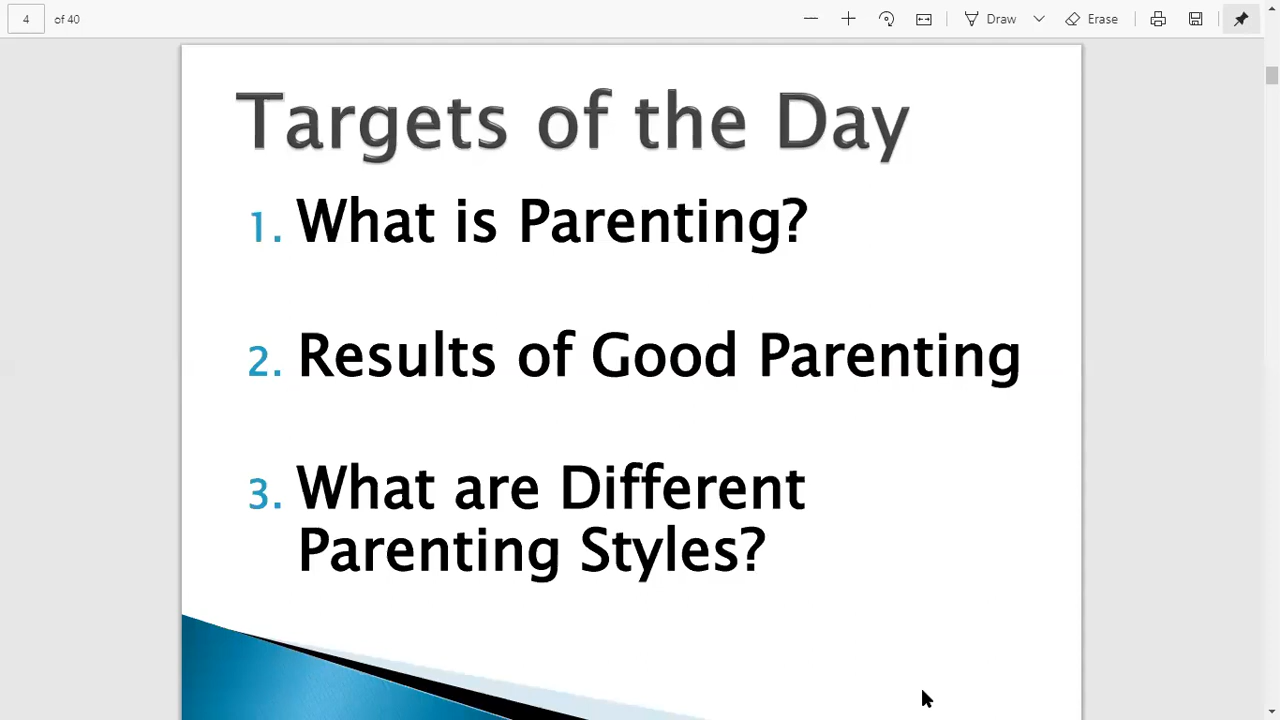 4 of 40 Draw Erase
Targets of the Day
1. What is Parenting?
2. Results of Good Parenting
3. What are Different
Parenting Styles?